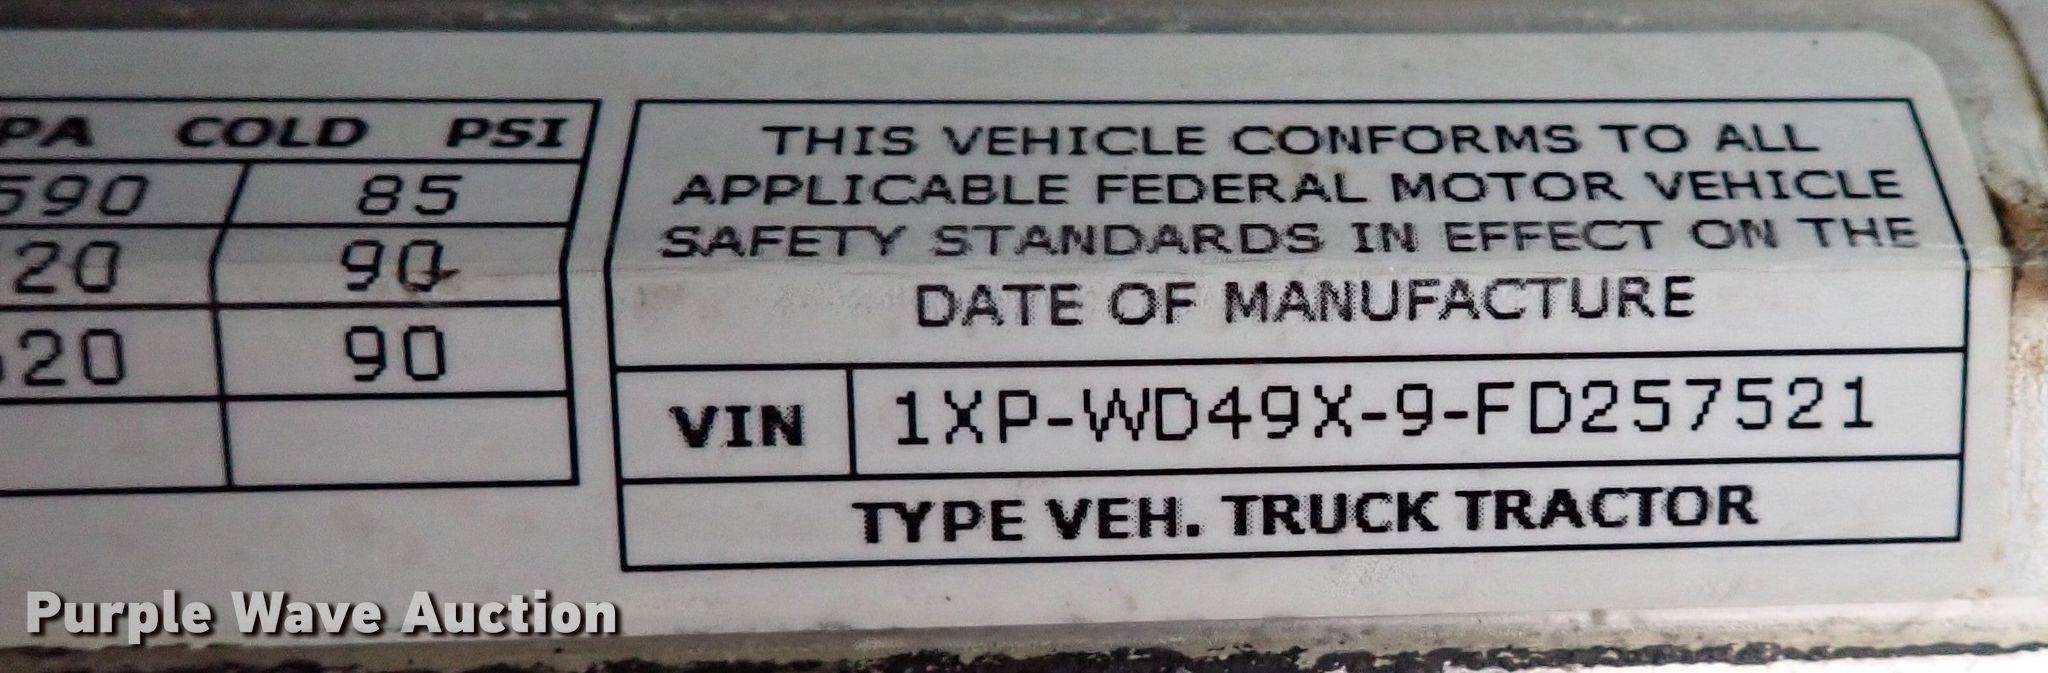 PA COLD PSI
590 85
20 90
20 90
THIS VEHICLE CONFORMS TO ALL
APPLICABLE FEDERAL MOTOR VEHICLE
SAFETY STANDARDS IN EFFECT ON THE
DATE OF MANUFACTURE
VIN 1XP-WD49X-9-FD257521
TYPE VEH. TRUCK TRACTOR
Purple Wave Auction